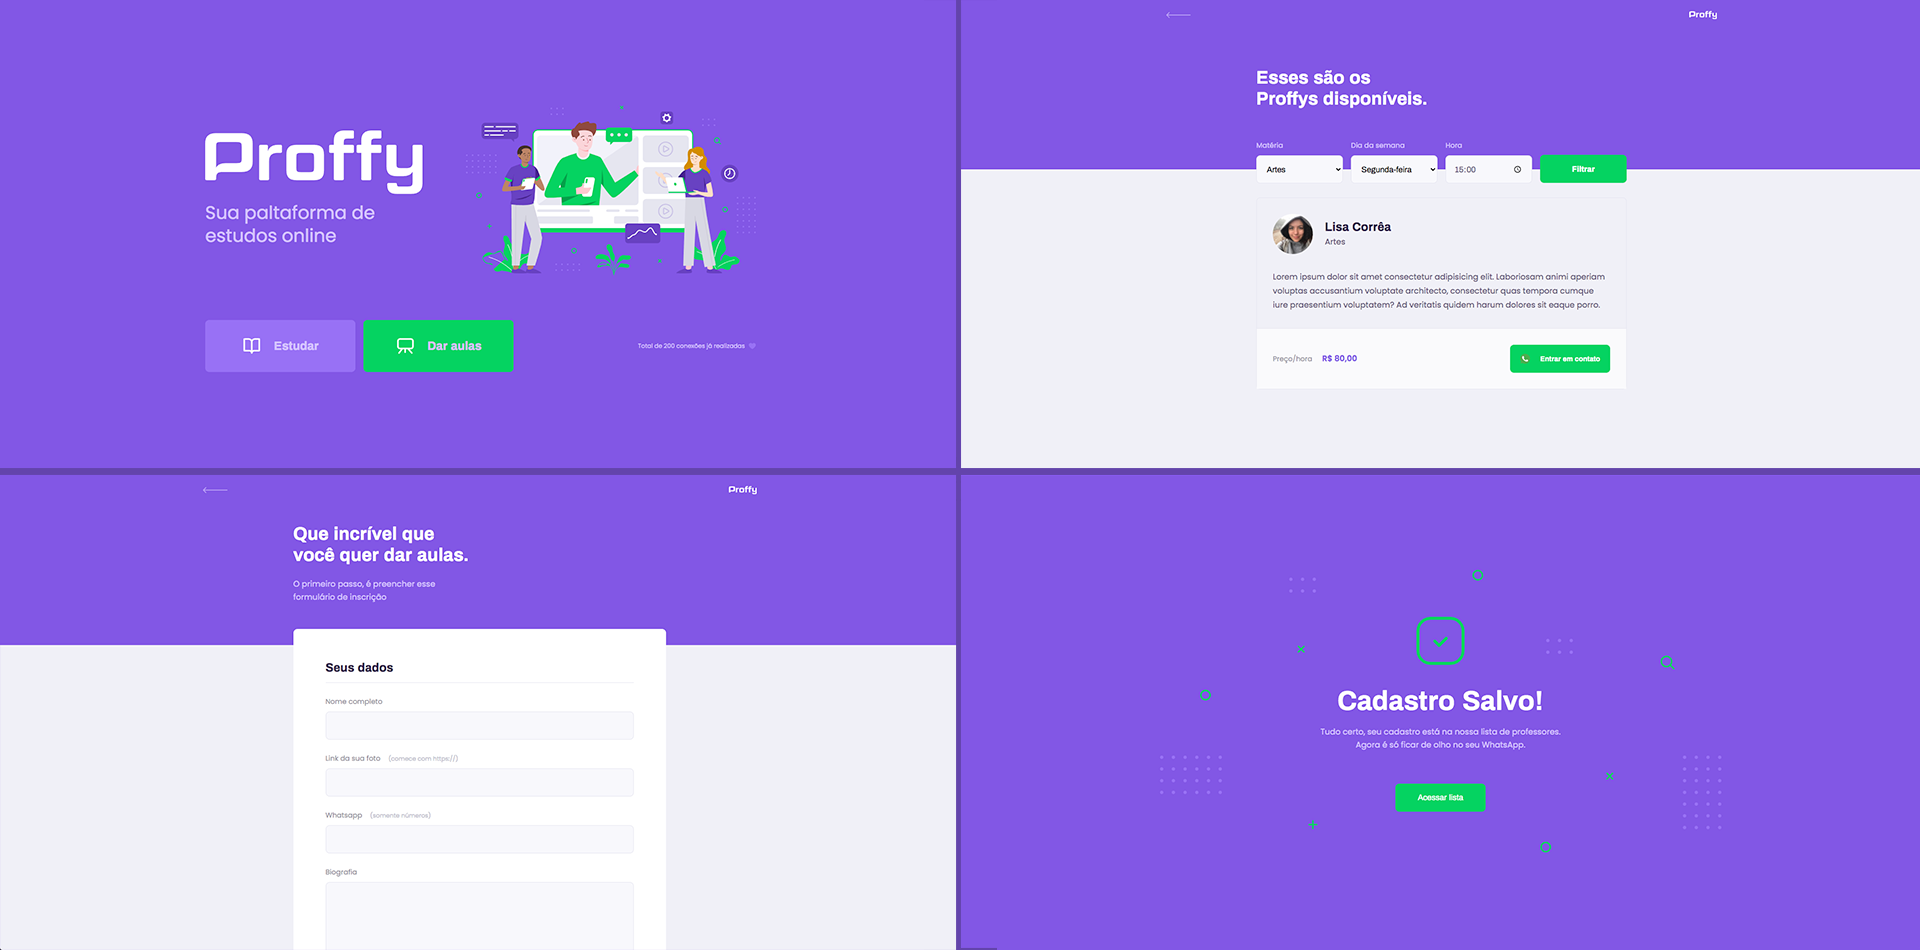 Proffy
Sua paltaforma de
estudos online
Estudar
Dar aulas
Total de 200 conexões já realizadas
Proffy
Esses são os
Proffys disponíveis.
Matéria
Dia da semana
Hora
Artes
Segunda-feira
15:00
Filtrar
Lisa Corrêa
Artes
Lorem ipsum dolor sit amet consectetur adipisicing elit. Laboriosam animi aperiam
voluptas accusantium voluptate architecto, consectetur quas tempora cumque
iure praesentium voluptatem? Ad veritatis quidem harum dolores sit eaque porro.
Preço/hora
R$ 80,00
Entrar em contato
Proffy
Que incrível que
você quer dar aulas.
O primeiro passo, é preencher esse
formulário de inscrição
Seus dados
Nome completo
Link da sua foto (comece com https://)
Whatsapp (somente números)
Biografia
Cadastro Salvo!
Tudo certo, seu cadastro está na nossa lista de professores.
Agora é só ficar de olho no seu WhatsApp.
Acessar lista